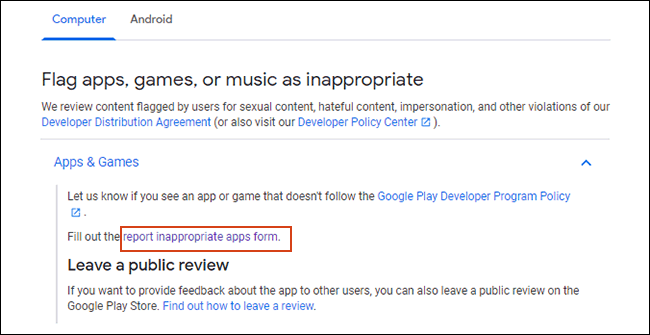 Computer Android
Flag apps, games, or music as inappropriate
We review content flagged by users for sexual content, hateful content, impersonation, and other violations of our
Developer Distribution Agreement (or also visit our Developer Policy Center ).
Apps & Games
Let us know if you see an app or game that doesn't follow the Google Play Developer Program Policy
.
Fill out the report inappropriate apps form.
Leave a public review
If you want to provide feedback about the app to other users, you can also leave a public review on the
Google Play Store. Find out how to leave a review.